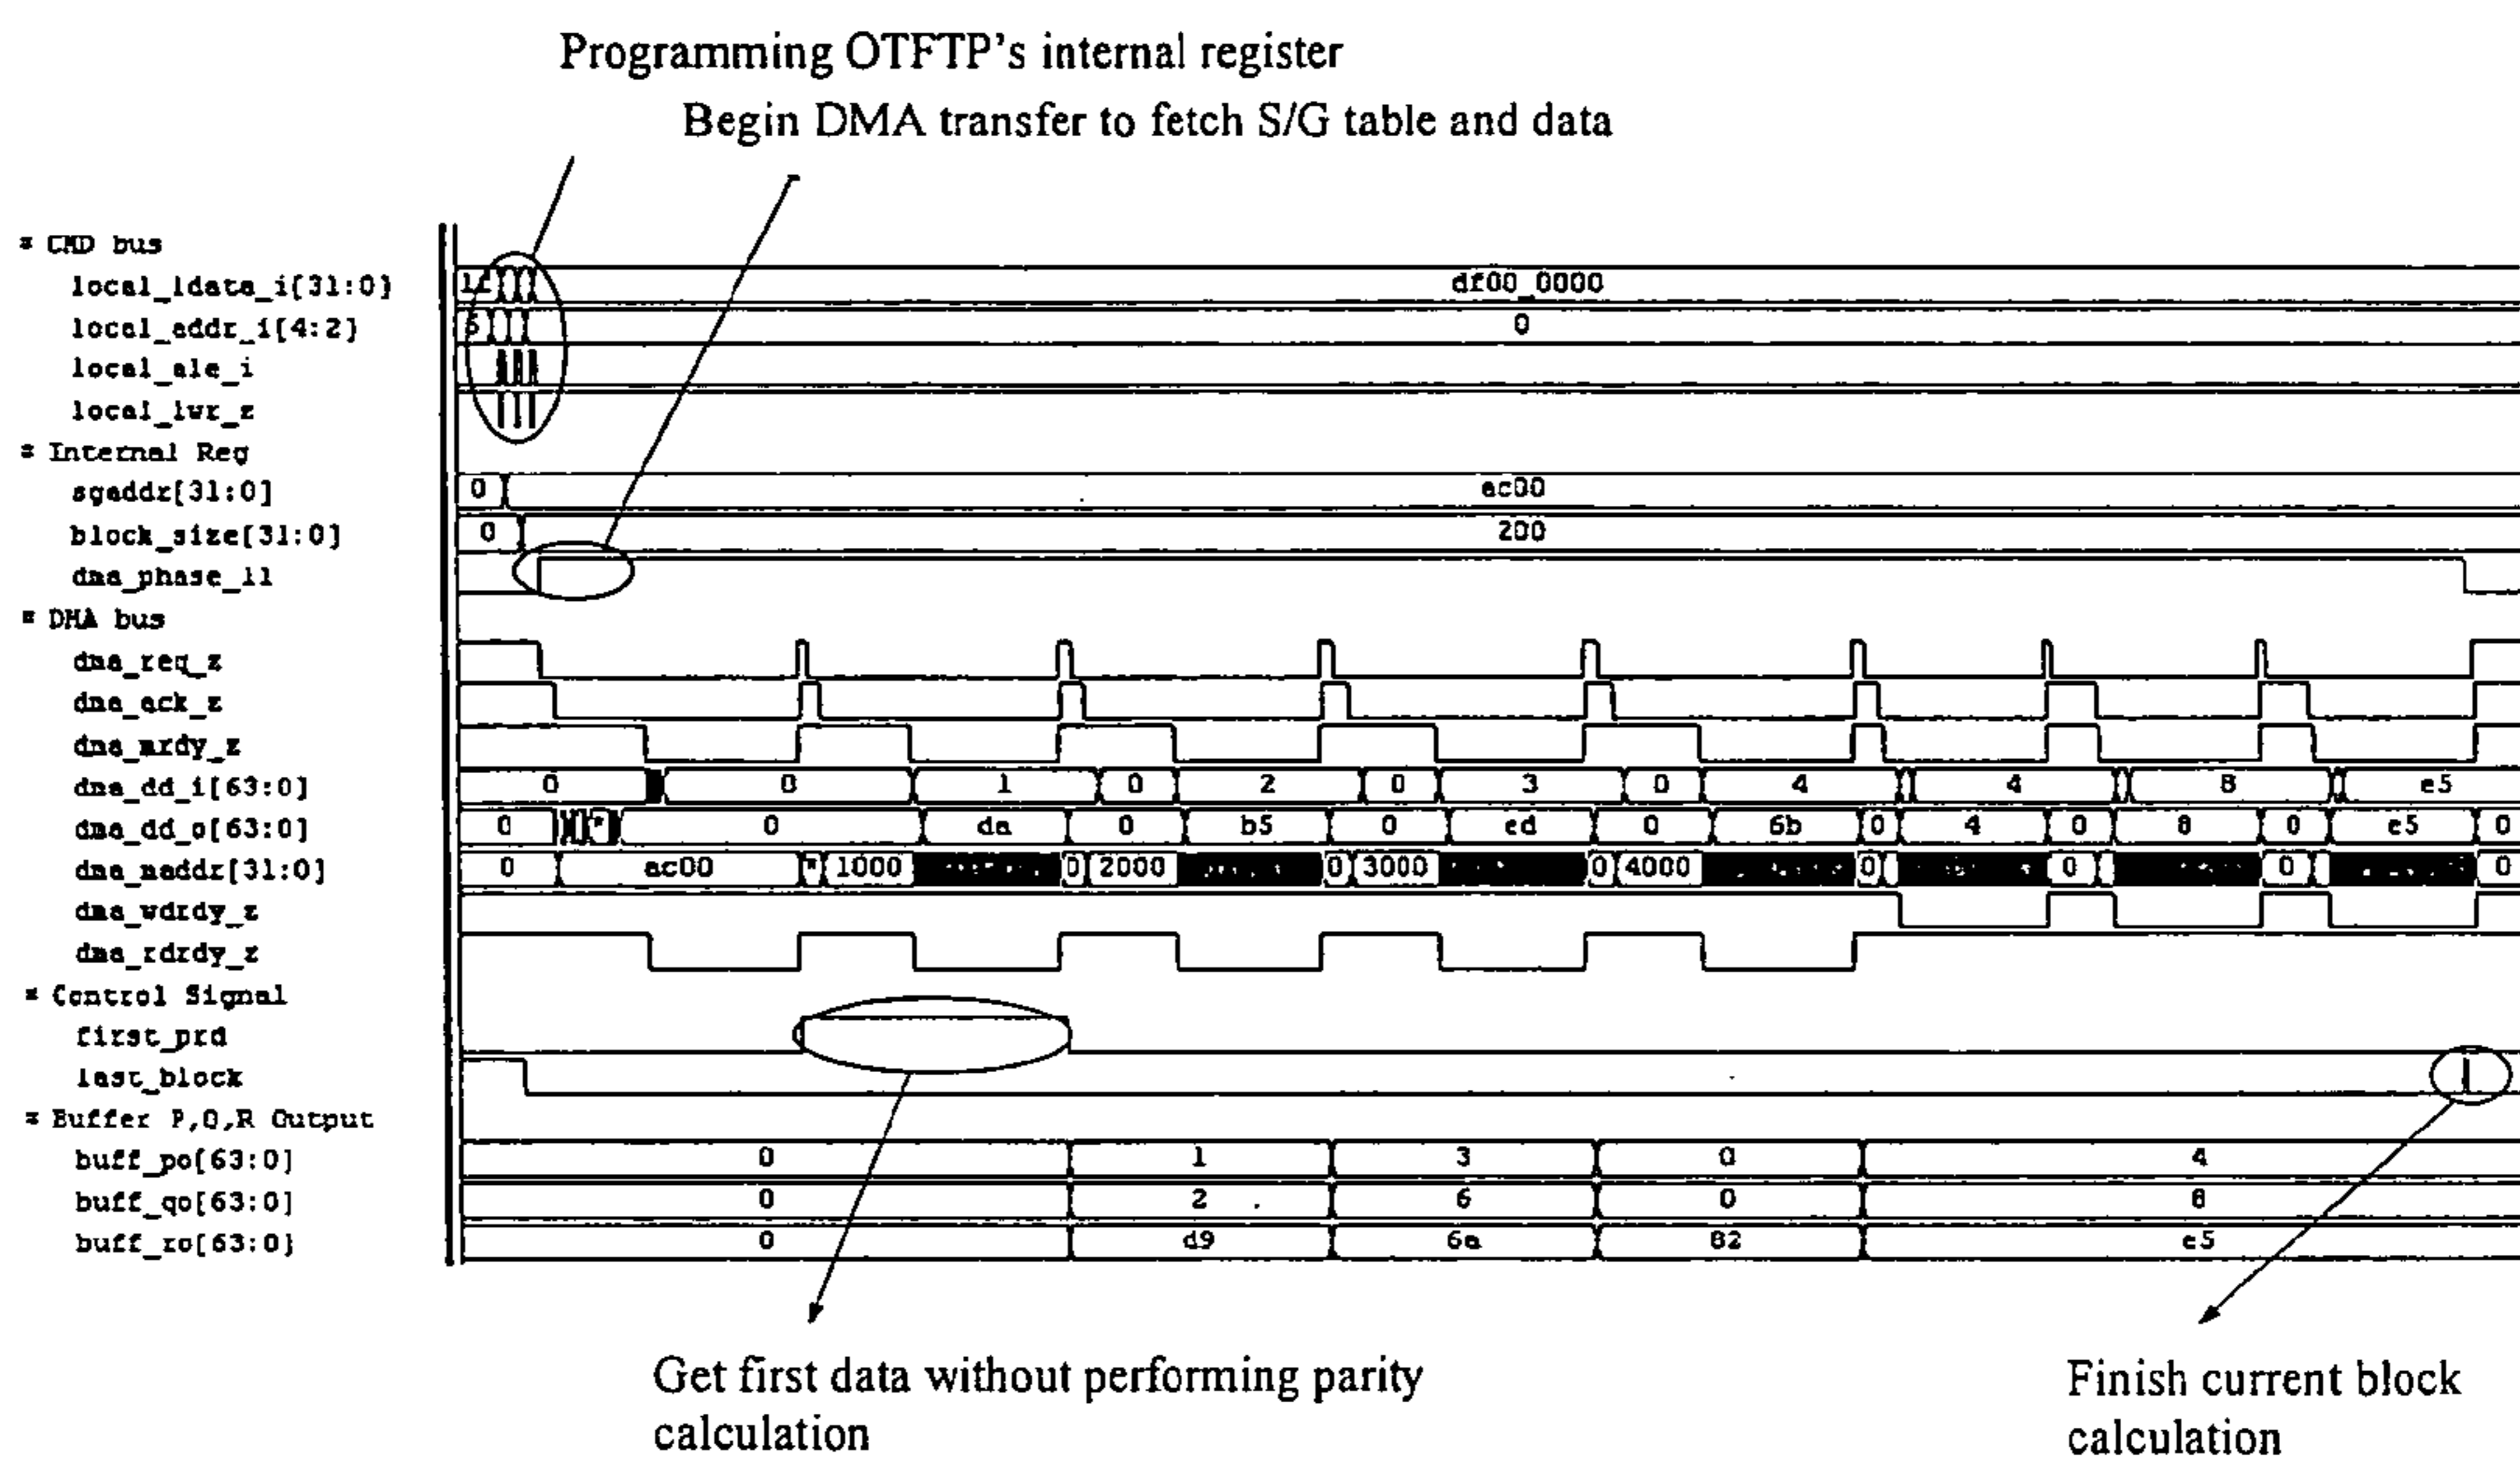 Programming OTFTP's internal register
Begin DMA transfer to fetch S/G table and data
CMD bus
local_ldata_i[31:0] df00_0000
local_addr_i[4:2] 0
local_ale_i
local_lwr_z
Internal Reg
sgaddr[31:0] 0 ac00
block_size[31:0] 0 200
dma_phase_11
DMA bus
dma_req_z
dma_ack_z
dma_mrdy_z
dma_dd_i[63:0] 0 0 1 0 2 0 3 0 4 4 8 e5
dma_dd_o[63:0] 0 * 0 da 0 b5 0 ed 0 6b 0 4 0 8 0 e5 0
dma_maddr[31:0] 0 ac00 * 1000 0 2000 0 3000 0 4000 0 0 0 0
dma_wdrdy_z
dma_rdrdy_z
Control Signal
first_prd
last_block
Buffer P,Q,R Output
buff_po[63:0] 0 1 3 0 4
buff_qo[63:0] 0 2 6 0 8
buff_ro[63:0] 0 d9 6a 82 e5
Get first data without performing parity
calculation
Finish current block
calculation